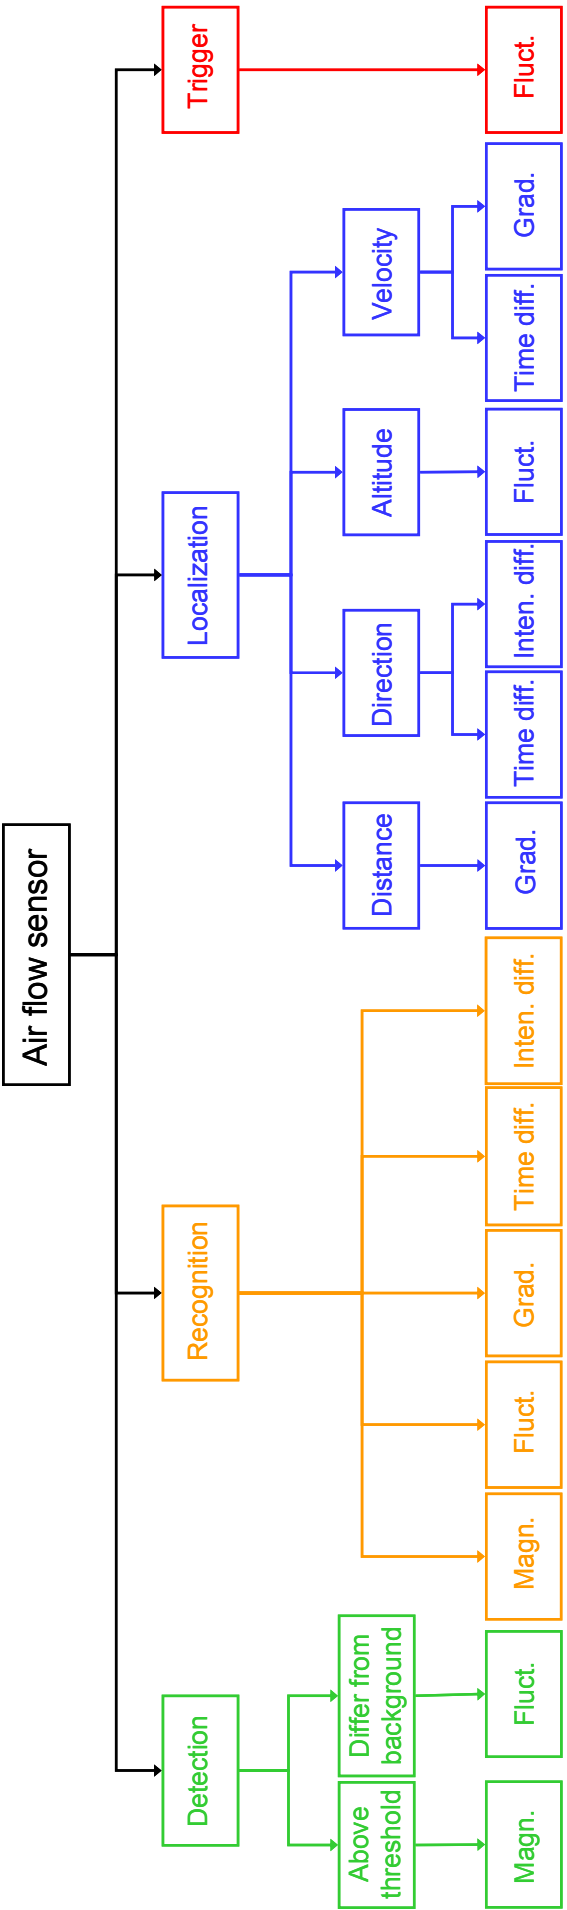 Air flow sensor
Detection
Recognition
Localization
Trigger
Above
threshold
Differ from
background
Distance
Direction
Altitude
Velocity
Magn.
Fluct.
Magn.
Fluct.
Grad.
Time diff.
Inten. diff.
Grad.
Time diff.
Inten. diff.
Fluct.
Time diff.
Grad.
Fluct.